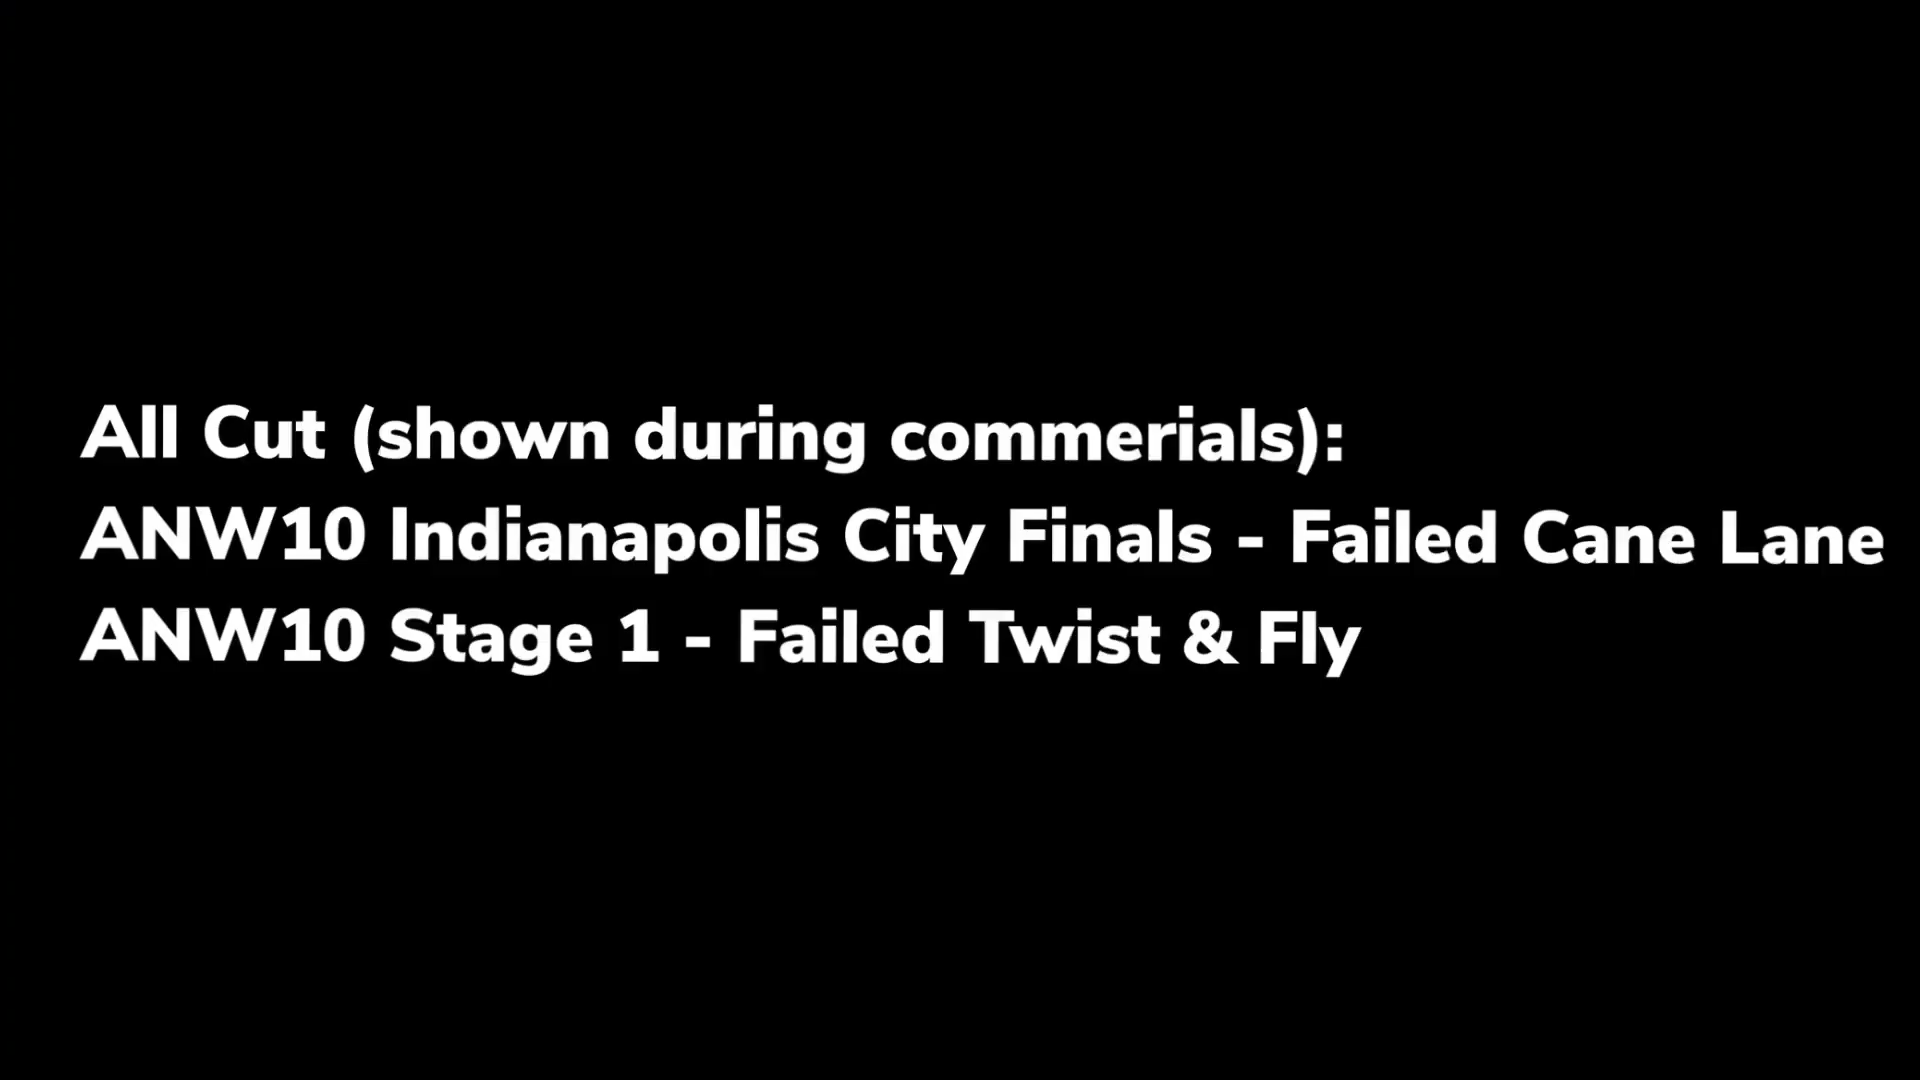 All Cut (shown during commerials):
ANW10 Indianapolis City Finals - Failed Cane Lane
ANW10 Stage 1 - Failed Twist & Fly